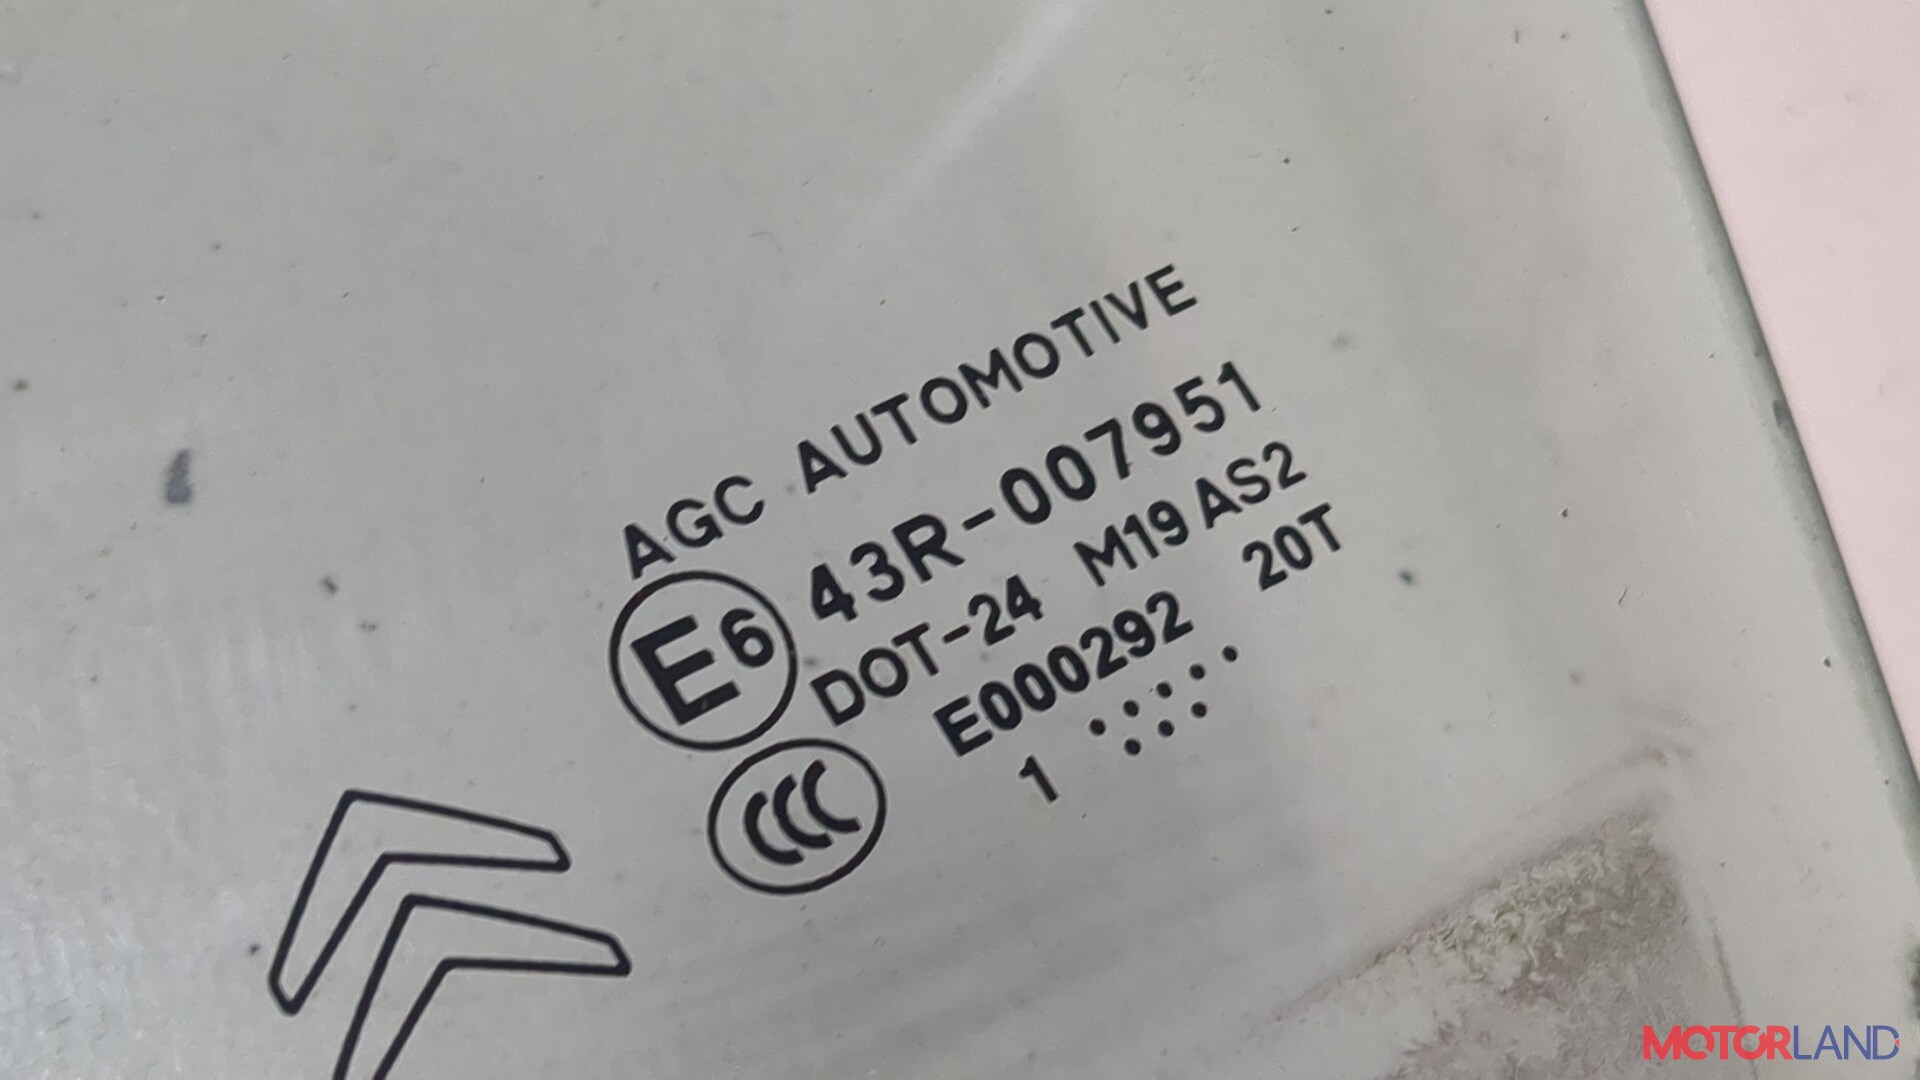 AGC AUTOMOTIVE
E6 43R-007951
DOT-24 M19 AS2
CCC E000292 20T
1
MOTORLAND